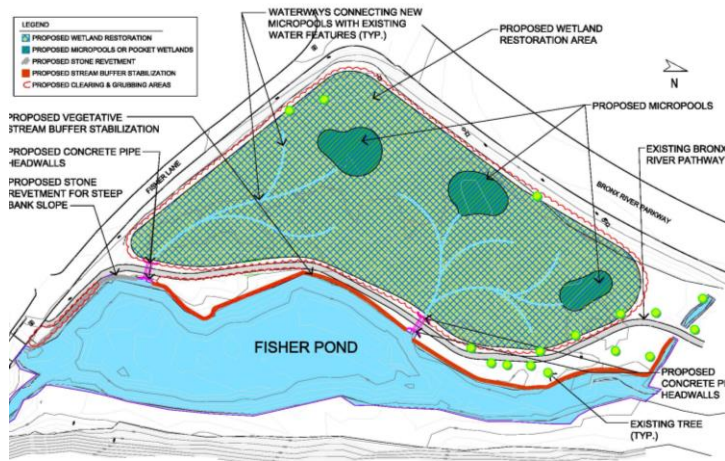 LEGEND
PROPOSED WETLAND RESTORATION
PROPOSED MICROPOOLS OR POCKET WETLANDS
PROPOSED STONE REVETMENT
PROPOSED STREAM BUFFER STABILIZATION
PROPOSED CLEARING & GRUBBING AREAS
WATERWAYS CONNECTING NEW
MICROPOOLS WITH EXISTING
WATER FEATURES (TYP.)
PROPOSED WETLAND
RESTORATION AREA
N
PROPOSED MICROPOOLS
PROPOSED VEGETATIVE
STREAM BUFFER STABILIZATION
PROPOSED CONCRETE PIPE
HEADWALLS
PROPOSED STONE
REVETMENT FOR STEEP
BANK SLOPE
FISHER LANE
EXISTING BRONX
RIVER PATHWAY
BRONX RIVER PARKWAY
FISHER POND
PROPOSED
CONCRETE PI
HEADWALLS
EXISTING TREE
(TYP.)